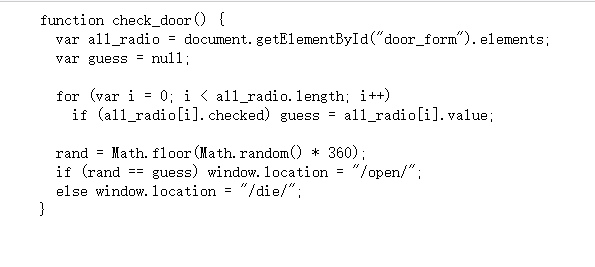 function check_door() {
var all_radio = document.getElementById("door_form").elements;
var guess = null;
for (var i = 0; i < all_radio.length; i++)
if (all_radio[i].checked) guess = all_radio[i].value;
rand = Math.floor(Math.random() * 360);
if (rand == guess) window.location = "/open/";
else window.location = "/die/";
}